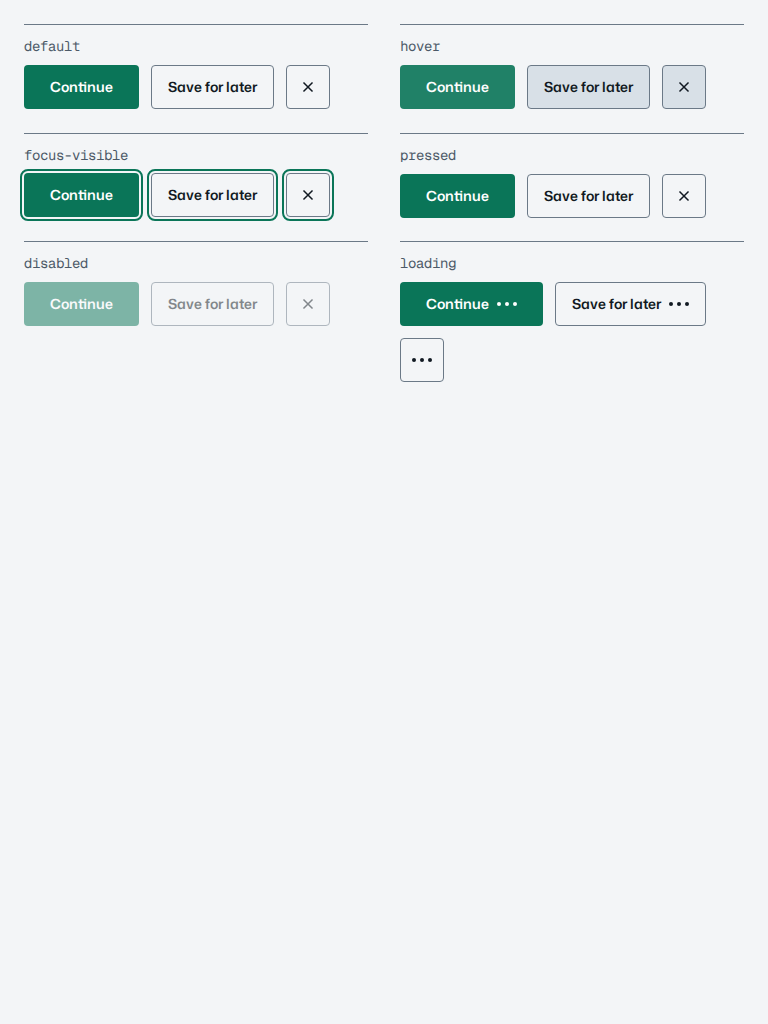 default
Continue Save for later
hover
Continue Save for later
focus-visible
Continue Save for later
pressed
Continue Save for later
disabled
Continue Save for later
loading
Continue Save for later